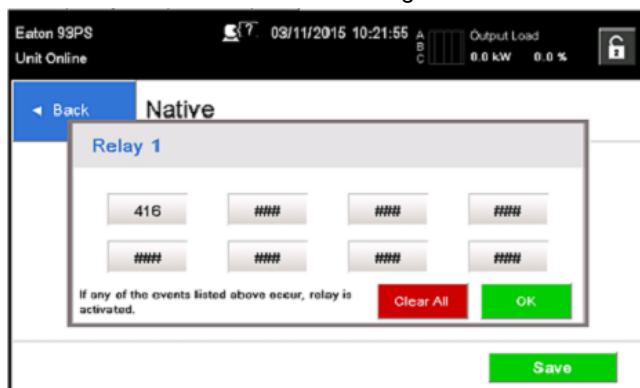 Eaton 93PS 03/11/2015 10:21:55 A Output Load
Unit Online B C 0.0 kW 0.0 %
◄ Back Native
Relay 1
416 ### ### ###
### ### ### ###
If any of the events listed above occur, relay is
activated.
Clear All OK
Save